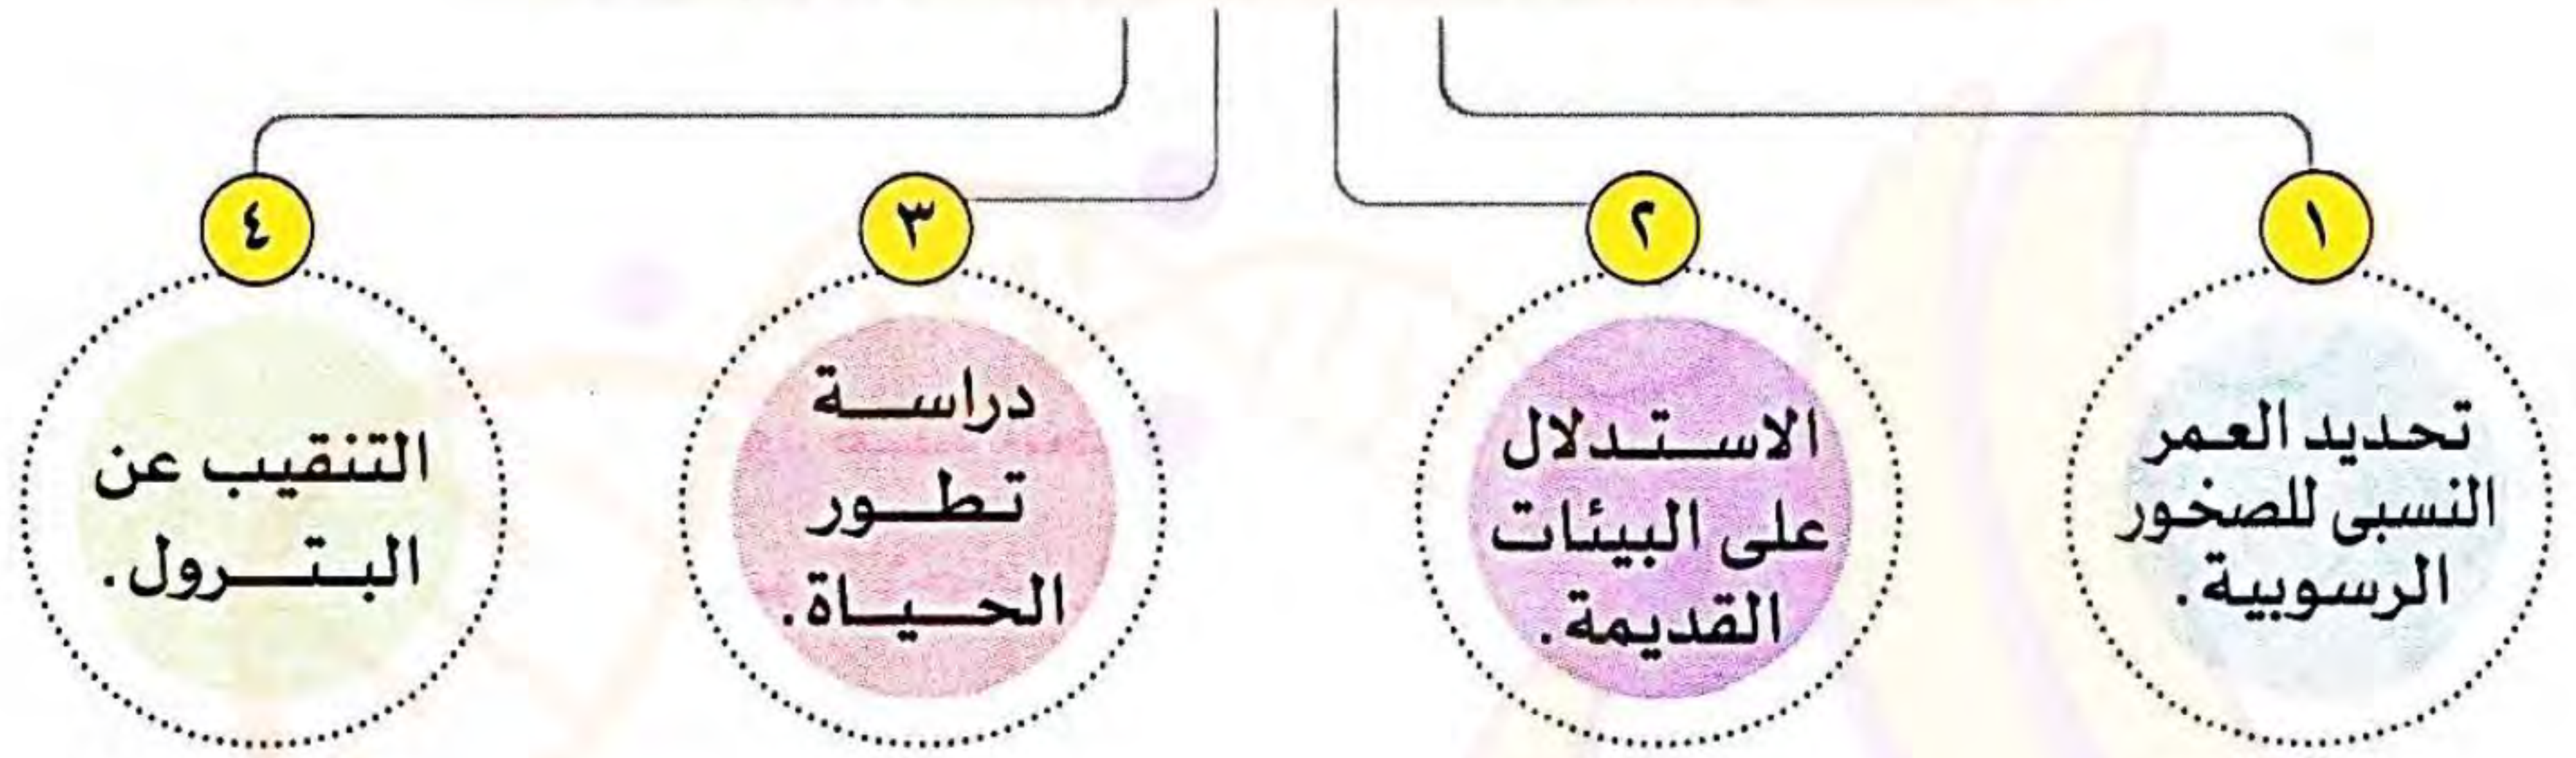 ١
تحديد العمر
النسبى للصخور
الرسوبية.
٢
الاستدلال
على البيئات
القديمة.
٣
دراسة
تطور
الحياة.
٤
التنقيب عن
البترول.